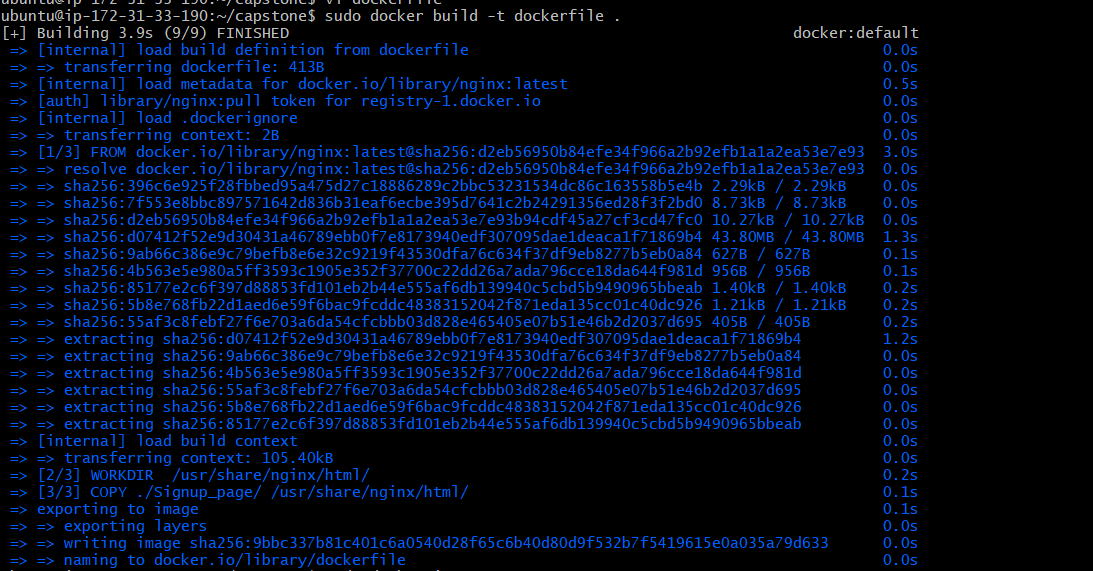 ubuntu@ip-172-31-33-190:~/capstone$ vi dockerfile
ubuntu@ip-172-31-33-190:~/capstone$ sudo docker build -t dockerfile .
[+] Building 3.9s (9/9) FINISHED docker:default
=> [internal] load build definition from dockerfile 0.0s
=> => transferring dockerfile: 413B 0.0s
=> [internal] load metadata for docker.io/library/nginx:latest 0.5s
=> [auth] library/nginx:pull token for registry-1.docker.io 0.0s
=> [internal] load .dockerignore 0.0s
=> => transferring context: 2B 0.0s
=> [1/3] FROM docker.io/library/nginx:latest@sha256:d2eb56950b84efe34f966a2b92efb1a1a2ea53e7e93 3.0s
=> => resolve docker.io/library/nginx:latest@sha256:d2eb56950b84efe34f966a2b92efb1a1a2ea53e7e93 0.0s
=> => sha256:396c6e925f28fbbed95a475d27c18886289c2bbc53231534dc86c163558b5e4b 2.29kB / 2.29kB 0.0s
=> => sha256:7f553e8bbc897571642d836b31eaf6ecbe395d7641c2b24291356ed28f3f2bd0 8.73kB / 8.73kB 0.0s
=> => sha256:d2eb56950b84efe34f966a2b92efb1a1a2ea53e7e93b94cdf45a27cf3cd47fc0 10.27kB / 10.27kB 0.0s
=> => sha256:d07412f52e9d30431a46789ebb0f7e8173940edf307095dae1deaca1f71869b4 43.80MB / 43.80MB 1.3s
=> => sha256:9ab66c386e9c79befb8e6e32c9219f43530dfa76c634f37df9eb8277b5eb0a84 627B / 627B 0.1s
=> => sha256:4b563e5e980a5ff3593c1905e352f37700c22dd26a7ada796cce18da644f981d 956B / 956B 0.1s
=> => sha256:85177e2c6f397d88853fd101eb2b44e555af6db139940c5cbd5b9490965bbeab 1.40kB / 1.40kB 0.2s
=> => sha256:5b8e768fb22d1aed6e59f6bac9fcddc48383152042f871eda135cc01c40dc926 1.21kB / 1.21kB 0.2s
=> => sha256:55af3c8febf27f6e703a6da54cfcbbb03d828e465405e07b51e46b2d2037d695 405B / 405B 0.2s
=> => extracting sha256:d07412f52e9d30431a46789ebb0f7e8173940edf307095dae1deaca1f71869b4 1.2s
=> => extracting sha256:9ab66c386e9c79befb8e6e32c9219f43530dfa76c634f37df9eb8277b5eb0a84 0.0s
=> => extracting sha256:4b563e5e980a5ff3593c1905e352f37700c22dd26a7ada796cce18da644f981d 0.0s
=> => extracting sha256:55af3c8febf27f6e703a6da54cfcbbb03d828e465405e07b51e46b2d2037d695 0.0s
=> => extracting sha256:5b8e768fb22d1aed6e59f6bac9fcddc48383152042f871eda135cc01c40dc926 0.0s
=> => extracting sha256:85177e2c6f397d88853fd101eb2b44e555af6db139940c5cbd5b9490965bbeab 0.0s
=> [internal] load build context 0.0s
=> => transferring context: 105.40kB 0.0s
=> [2/3] WORKDIR /usr/share/nginx/html/ 0.2s
=> [3/3] COPY ./Signup_page/ /usr/share/nginx/html/ 0.1s
=> exporting to image 0.1s
=> => exporting layers 0.0s
=> => writing image sha256:9bbc337b81c401c6a0540d28f65c6b40d80d9f532b7f5419615e0a035a79d633 0.0s
=> => naming to docker.io/library/dockerfile 0.0s